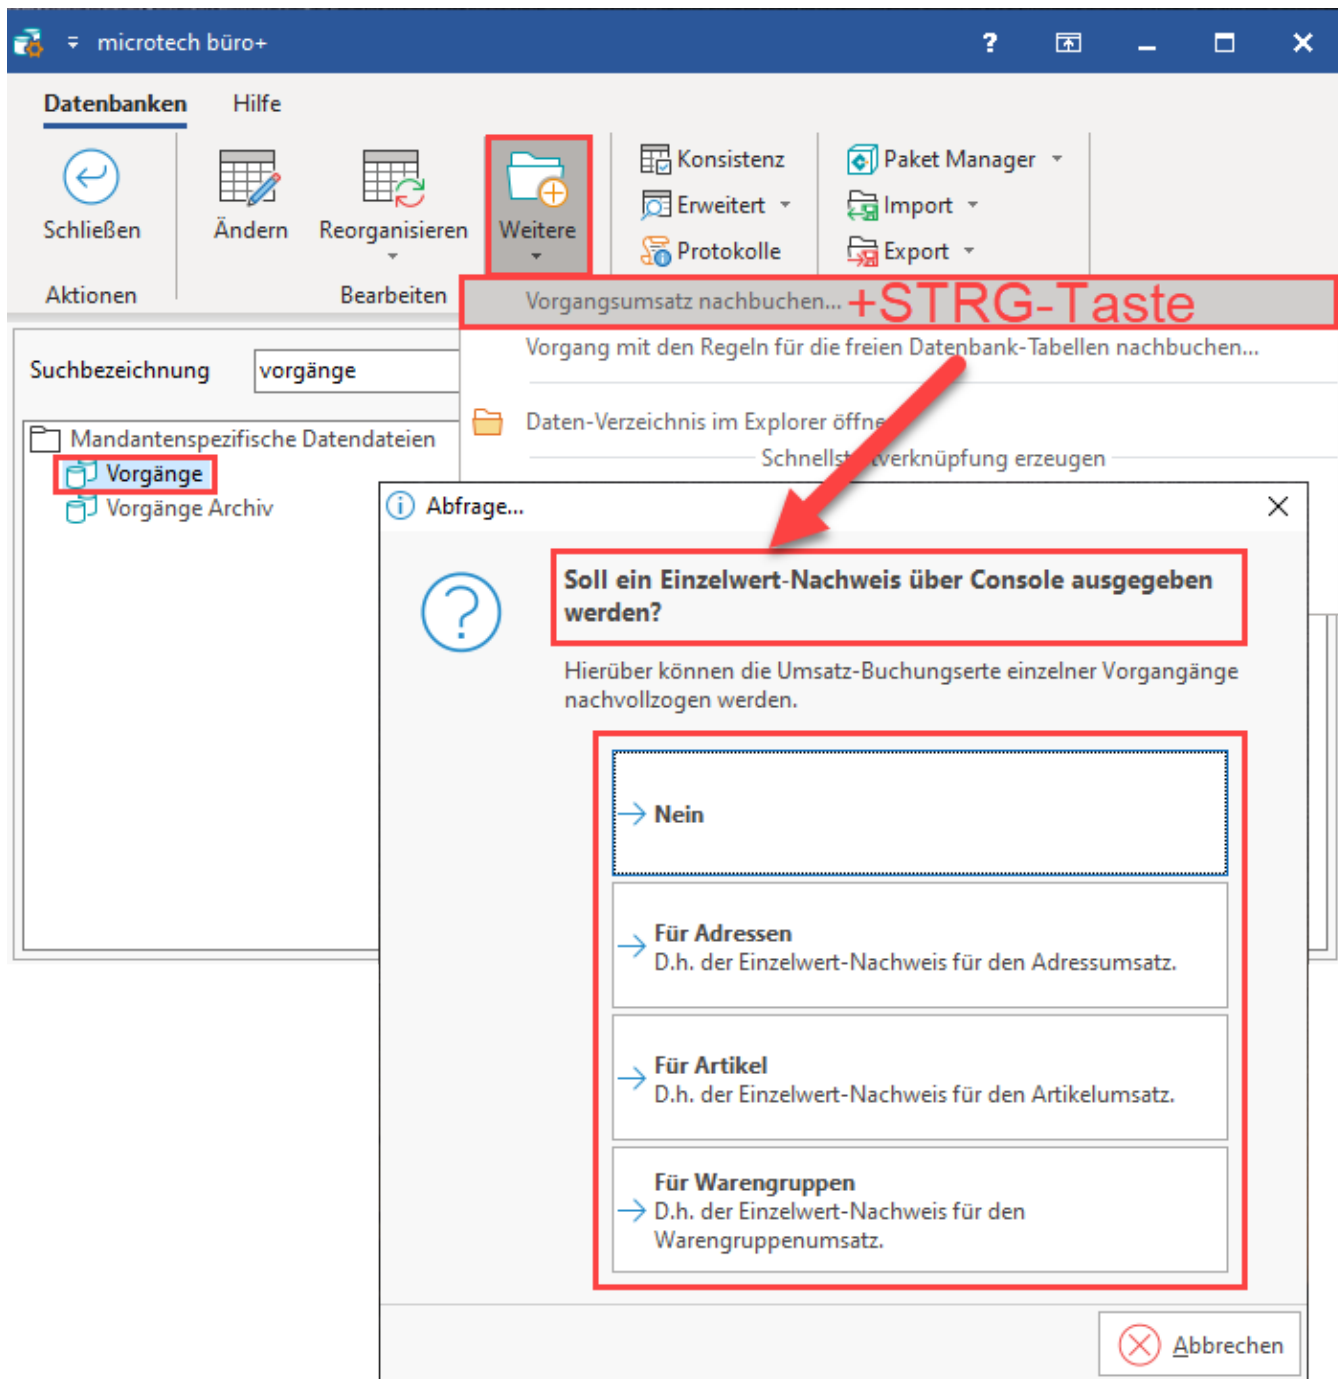 microtech büro+
?
Datenbanken Hilfe
Schließen
Ändern
Reorganisieren
Weitere
Konsistenz
Erweitert
Protokolle
Paket Manager
Import
Export
Aktionen
Bearbeiten
Vorgangsumsatz nachbuchen... +STRG-Taste
Vorgang mit den Regeln für die freien Datenbank-Tabellen nachbuchen...
Suchbezeichnung vorgänge
Daten-Verzeichnis im Explorer
Mandantenspezifische Datendateien
erzeugen
Vorgänge
Vorgänge Archiv
Abfrage...
Soll ein Einzelwert-Nachweis über Console ausgegeben
werden?
Hierüber können die Umsatz-Buchungserte einzelner Vorgangänge
nachvollzogen werden.
Nein
Für Adressen
D.h. der Einzelwert-Nachweis für den Adressumsatz.
Für Artikel
D.h. der Einzelwert-Nachweis für den Artikelumsatz.
Für Warengruppen
D.h. der Einzelwert-Nachweis für den
Warengruppenumsatz.
Abbrechen